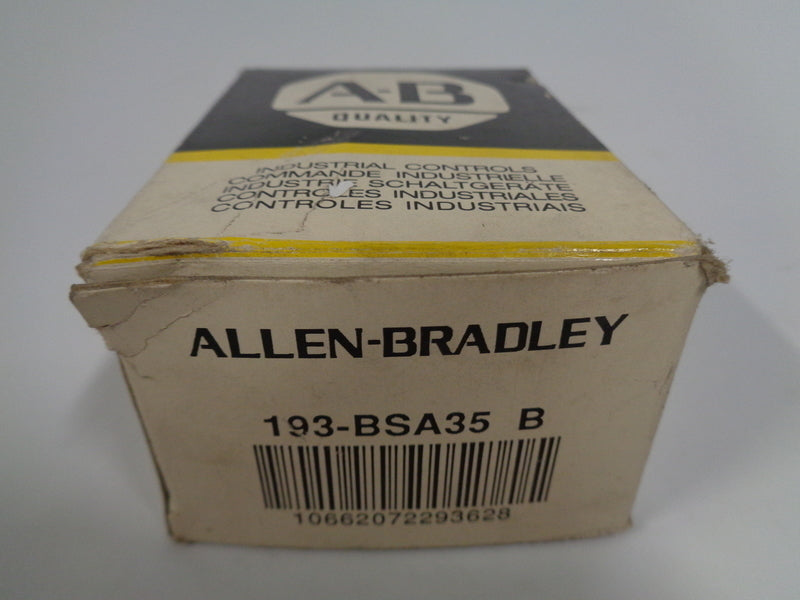 A-B
QUALITY
INDUSTRIAL CONTROLS
COMMANDE INDUSTRIELLE
INDUSTRIE SCHALTGERÄTE
CONTROLES INDUSTRIALES
CONTRÔLES INDUSTRIAIS
ALLEN-BRADLEY
193-BSA35 B
10662072293628